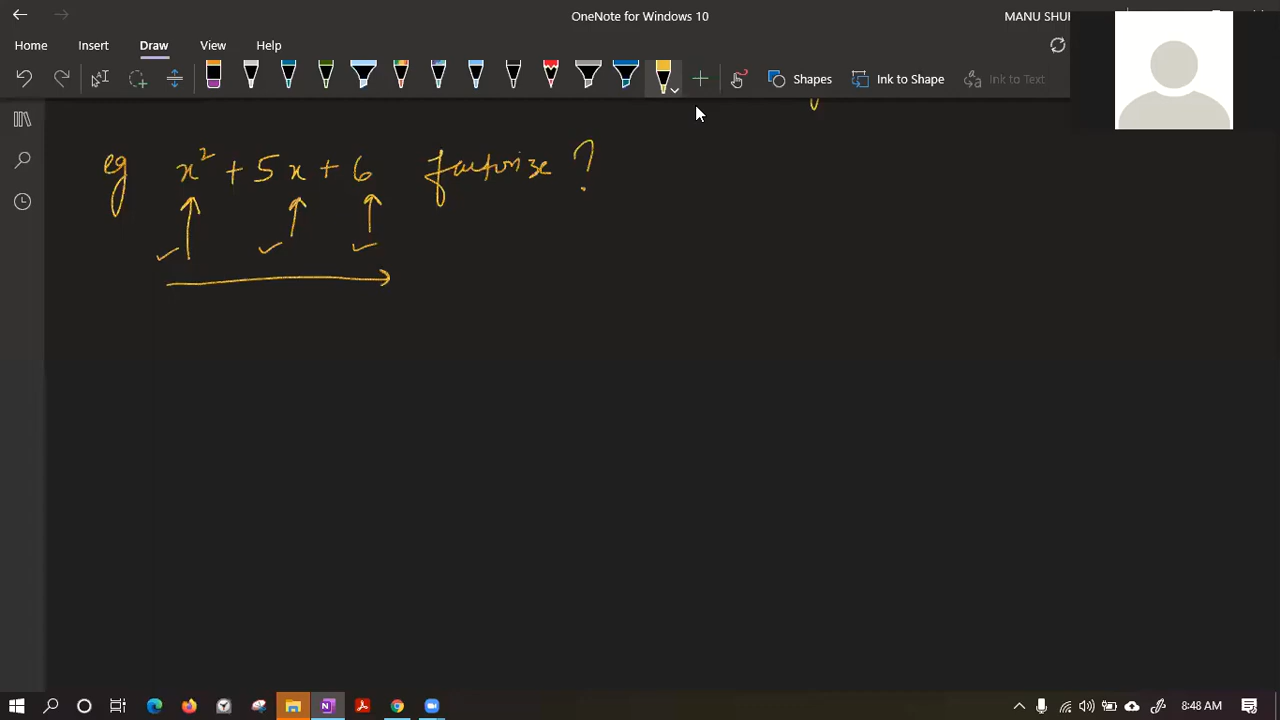 OneNote for Windows 10
MANU SHU
Home Insert Draw View Help
Shapes Ink to Shape Ink to Text
eg x² + 5x + 6 factorize ?
8:48 AM